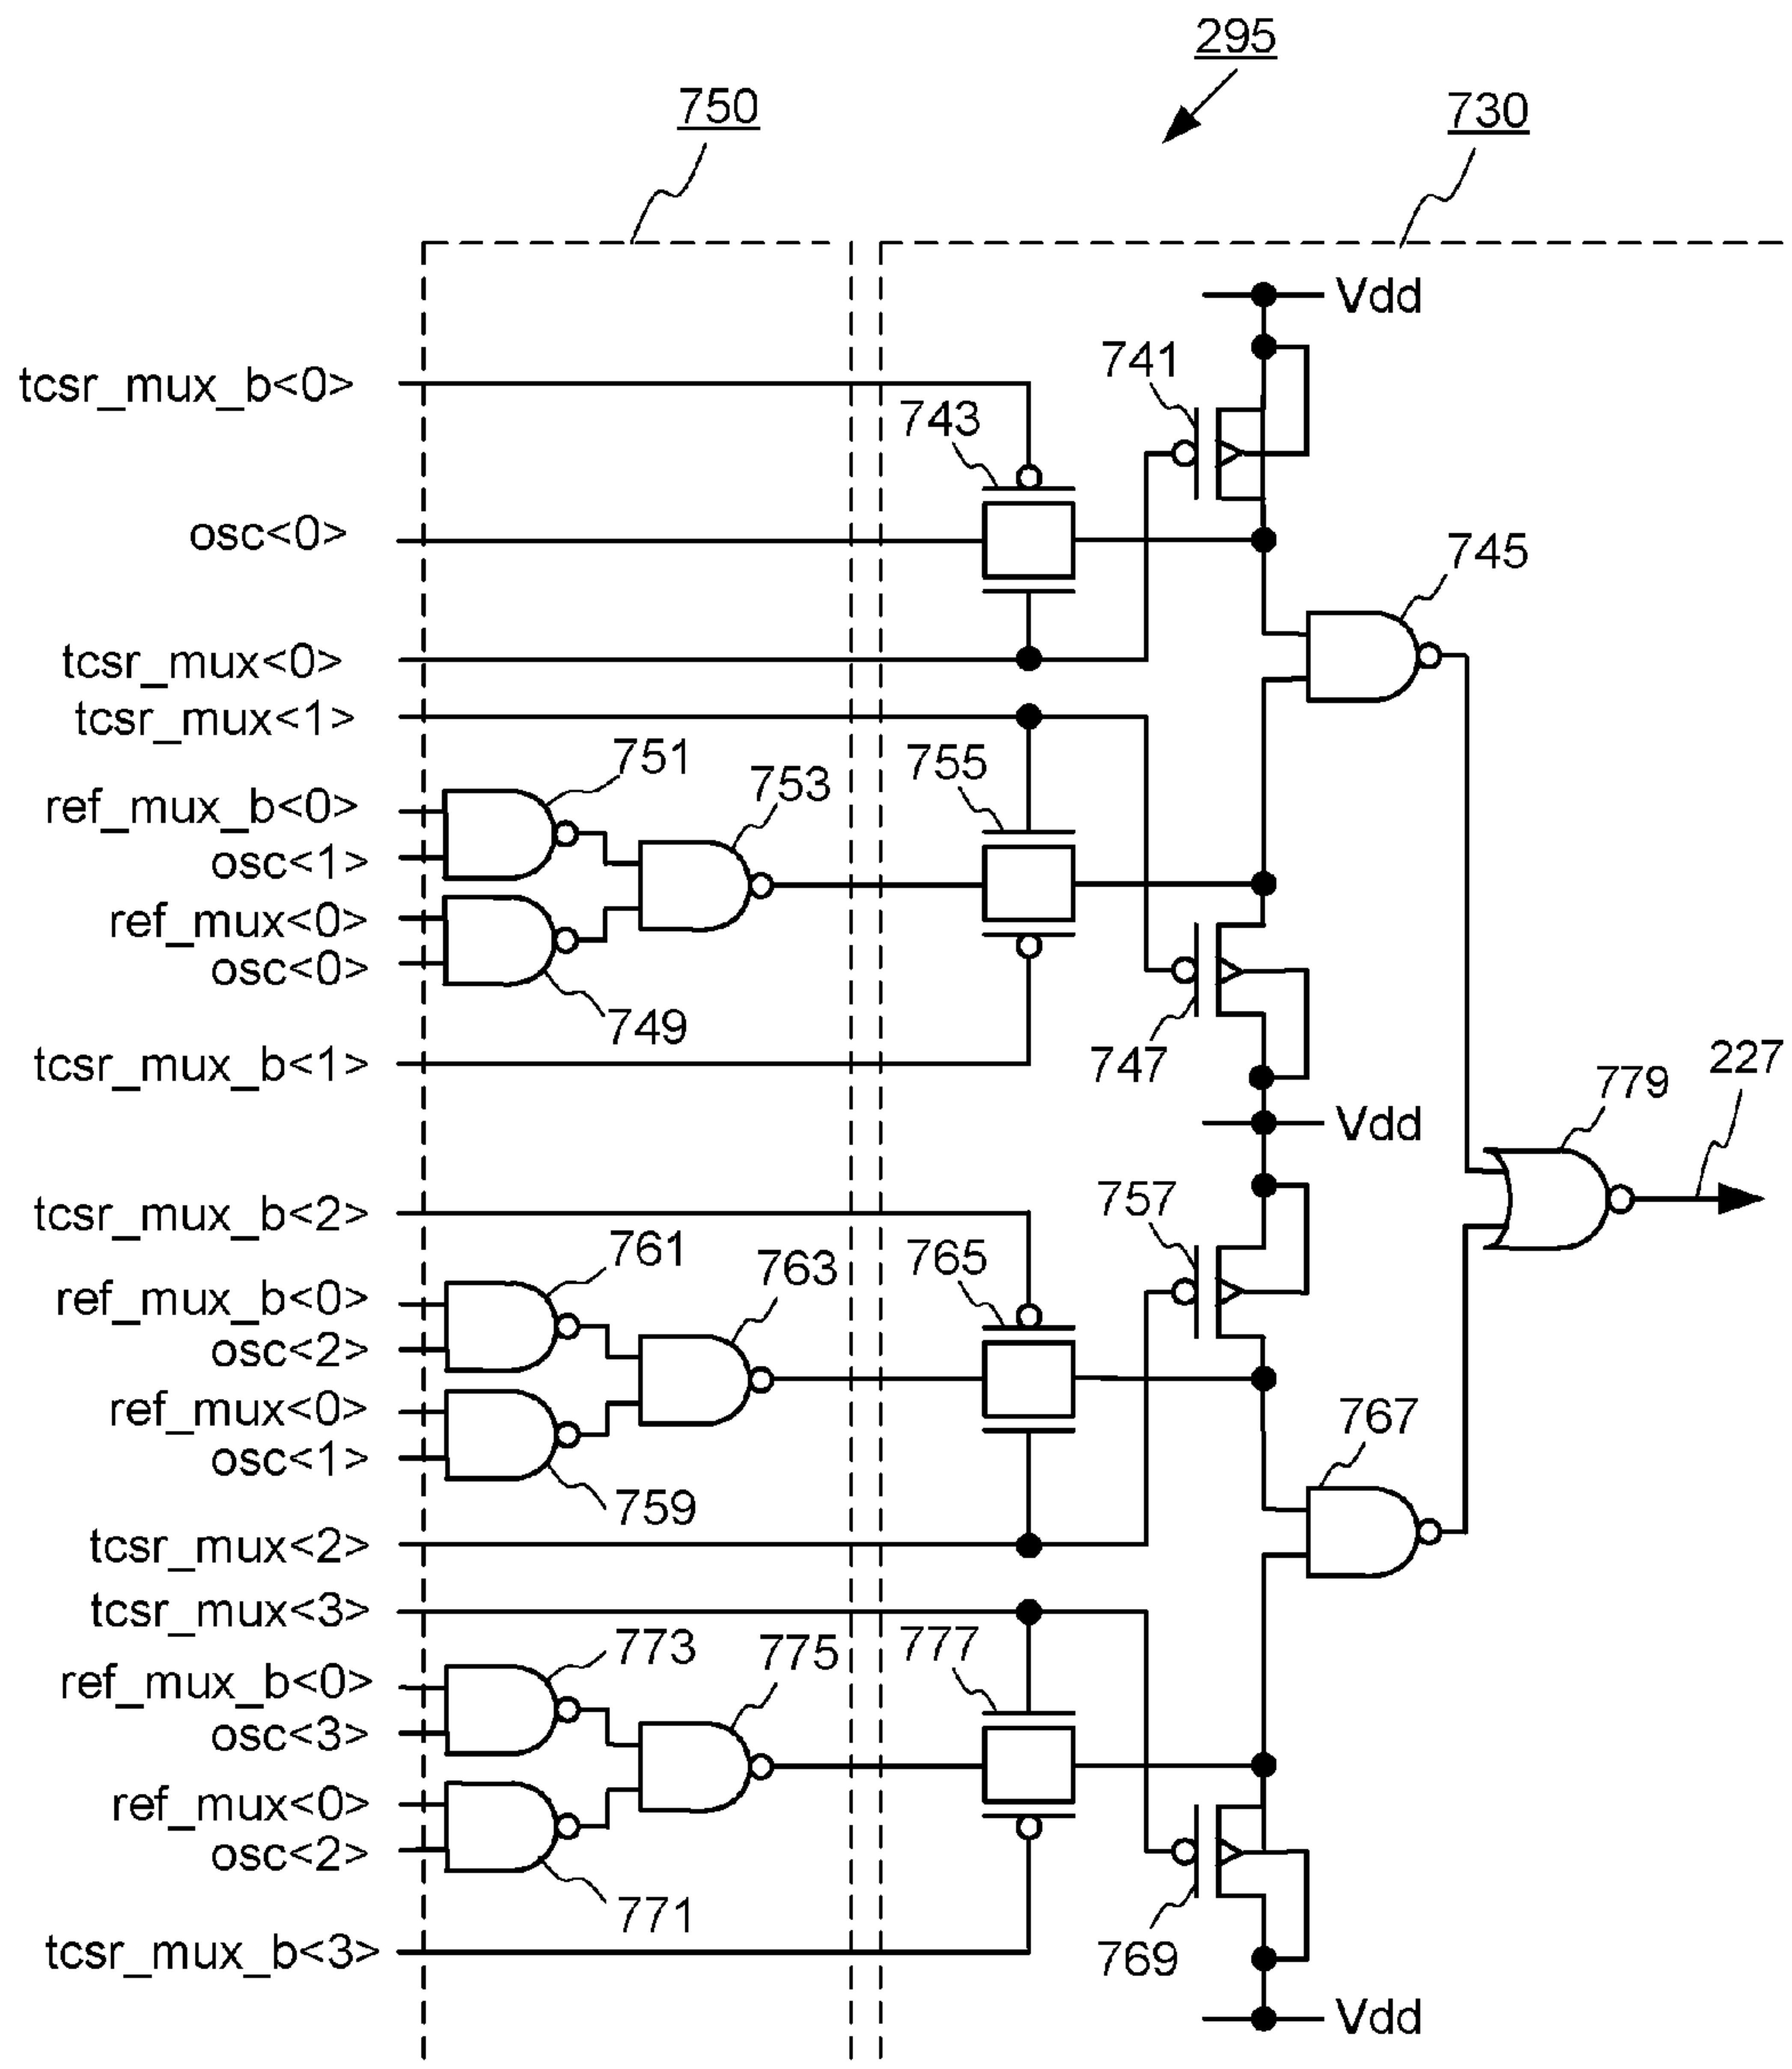 295
750
730
Vdd
741
tcsr_mux_b<0>
743
osc<0>
745
tcsr_mux<0>
tcsr_mux<1>
751
755
753
ref_mux_b<0>
osc<1>
ref_mux<0>
osc<0>
749
747
tcsr_mux_b<1>
227
779
Vdd
757
tcsr_mux_b<2>
761
763
765
ref_mux_b<0>
osc<2>
ref_mux<0>
767
osc<1>
759
tcsr_mux<2>
tcsr_mux<3>
773
775
777
ref_mux_b<0>
osc<3>
ref_mux<0>
osc<2>
771
tcsr_mux_b<3>
769
Vdd